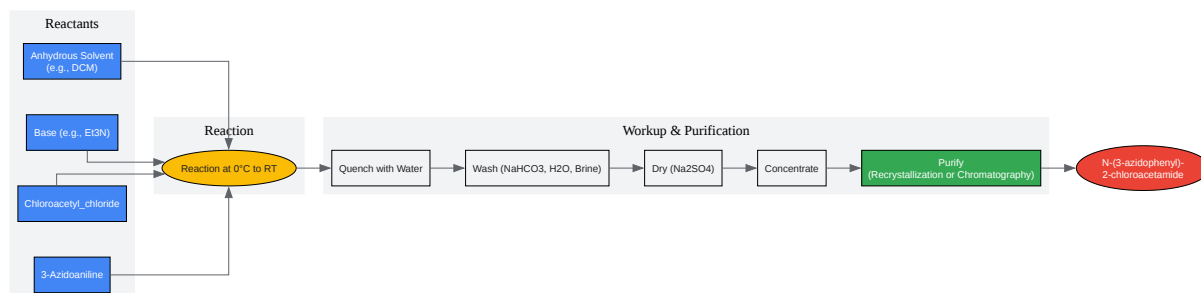 Reactants
Anhydrous Solvent
(e.g., DCM)
Base (e.g., Et3N)
Chloroacetyl_chloride
3-Azidoaniline
Reaction
Reaction at 0°C to RT
Workup & Purification
Quench with Water
Wash (NaHCO3, H2O, Brine)
Dry (Na2SO4)
Concentrate
Purify
(Recrystallization or Chromatography)
N-(3-azidophenyl)-
2-chloroacetamide